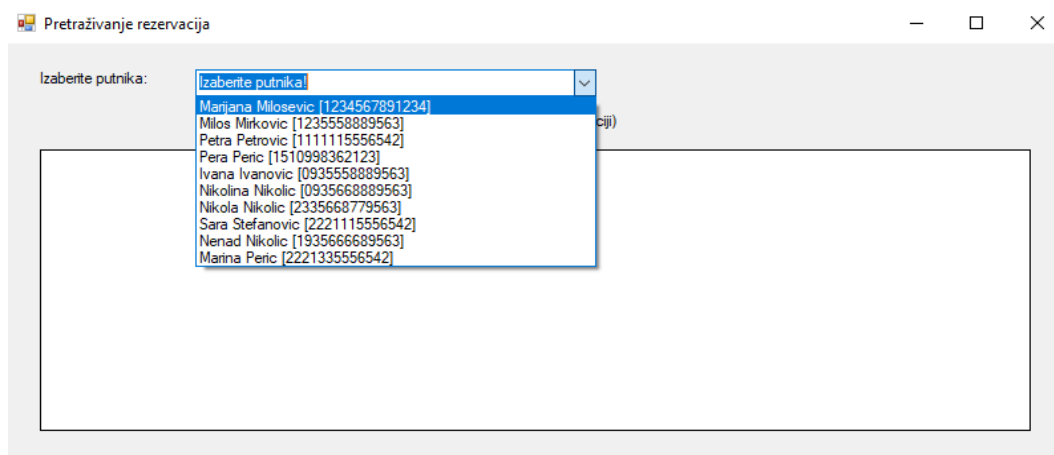 Pretraživanje rezervacija
Izaberite putnika:
Izaberite putnika!
Marijana Milosevic [1234567891234]
Milos Mirkovic [1235558889563]
Petra Petrovic [1111115556542]
Pera Peric [1510998362123]
Ivana Ivanovic [0935558889563]
Nikolina Nikolic [0935668889563]
Nikola Nikolic [2335668779563]
Sara Stefanovic [2221115556542]
Nenad Nikolic [1935666689563]
Marina Peric [2221335556542]